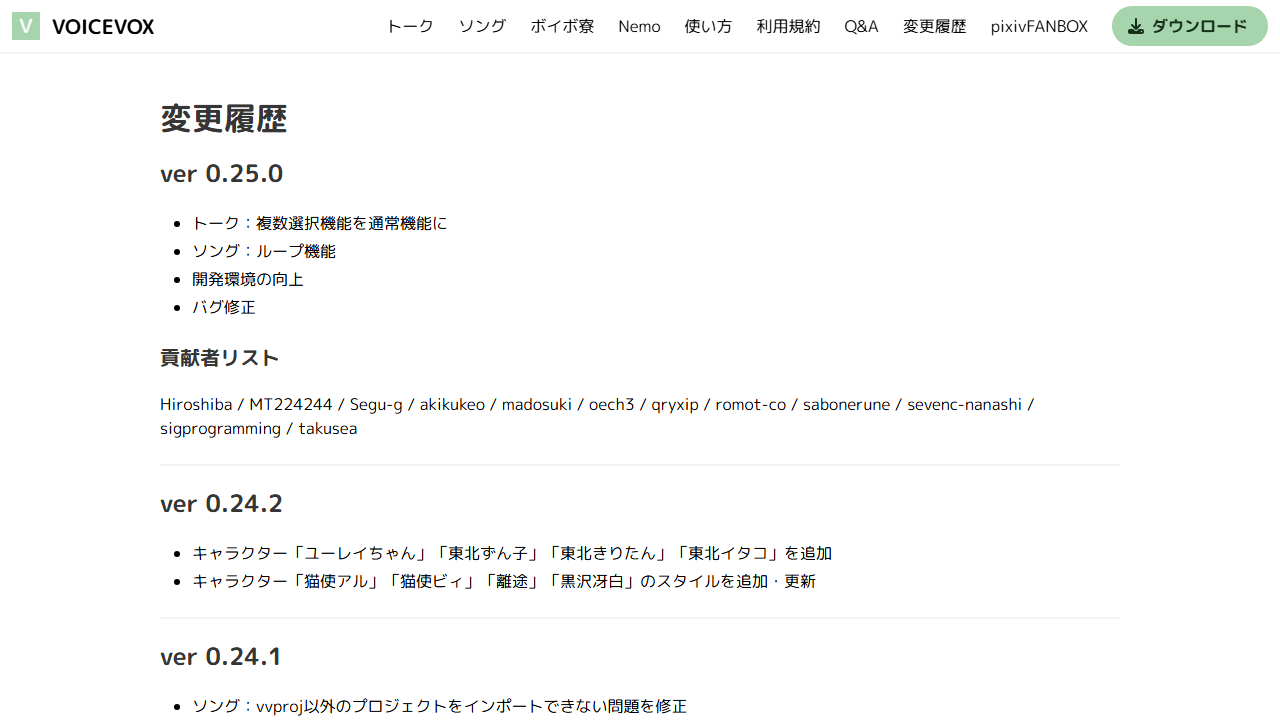 V VOICEVOX トーク ソング ボイボ寮 Nemo 使い方 利用規約 Q&A 変更履歴 pixivFANBOX ダウンロード
変更履歴
ver 0.25.0
• トーク：複数選択機能を通常機能に
• ソング：ループ機能
• 開発環境の向上
• バグ修正
貢献者リスト
Hiroshiba / MT224244 / Segu-g / akikukeo / madosuki / oech3 / qryxip / romot-co / sabonerune / sevenc-nanashi /
sigprogramming / takusea
ver 0.24.2
• キャラクター「ユーレイちゃん」「東北ずん子」「東北きりたん」「東北イタコ」を追加
• キャラクター「猫使アル」「猫使ビィ」「離途」「黒沢冴白」のスタイルを追加・更新
ver 0.24.1
• ソング：vvproj以外のプロジェクトをインポートできない問題を修正